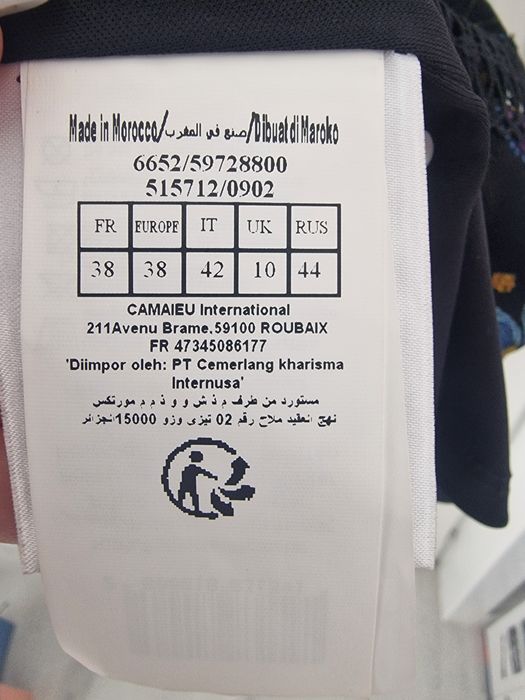 Made in Morocco/صنع في المغرب/Dibuat di Maroko
6652/59728800
515712/0902
FR EUROPE IT UK RUS
38 38 42 10 44
CAMAIEU International
211Avenu Brame,59100 ROUBAIX
FR 47345086177
'Diimpor oleh: PT Cemerlang kharisma
Internusa'
مستورد من طرف م ذ ش و و ذ م م مورتكس
نهج العقيد ملاح رقم 02 تيزي وزو 15000 الجزائر